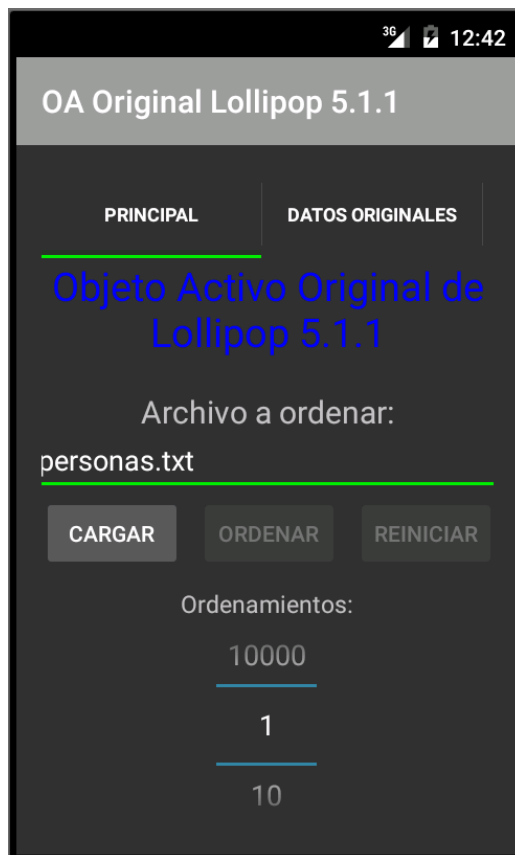 3G 12:42
OA Original Lollipop 5.1.1
PRINCIPAL DATOS ORIGINALES
Objeto Activo Original de
Lollipop 5.1.1
Archivo a ordenar:
personas.txt
CARGAR ORDENAR REINICIAR
Ordenamientos:
10000
1
10